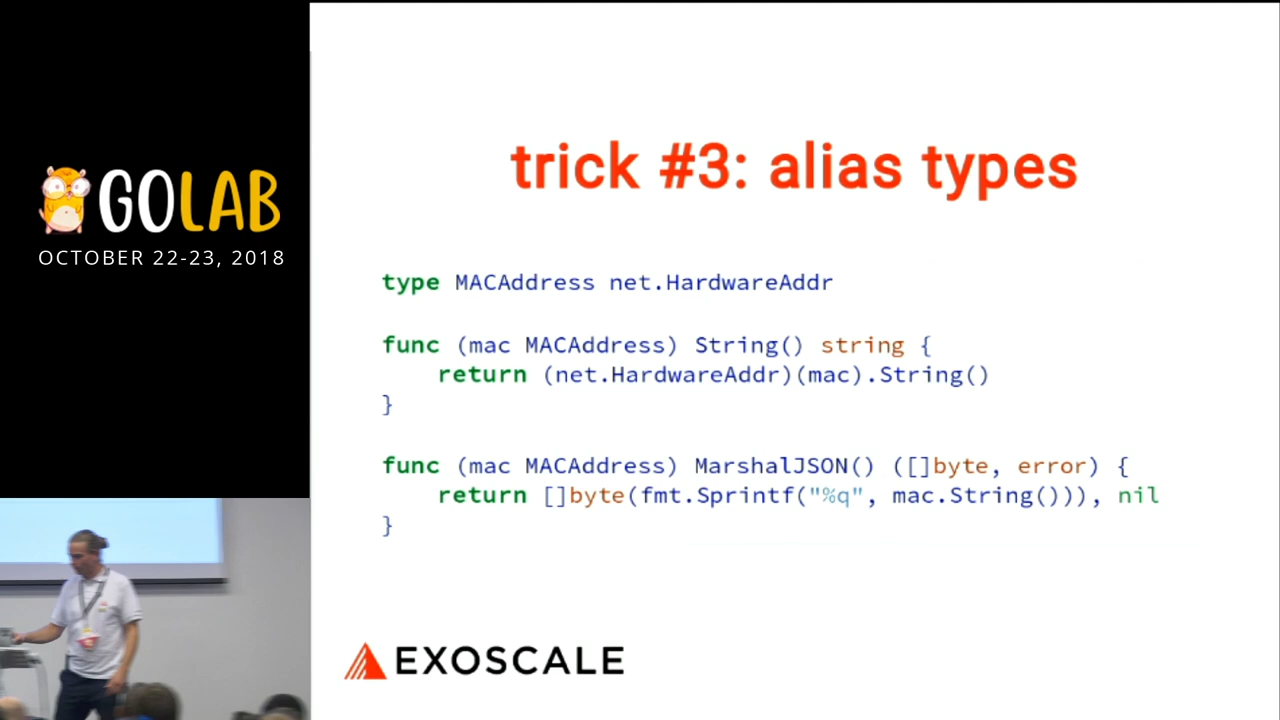 GOLAB
OCTOBER 22-23, 2018
trick #3: alias types
type MACAddress net.HardwareAddr
func (mac MACAddress) String() string {
    return (net.HardwareAddr)(mac).String()
}
func (mac MACAddress) MarshalJSON() ([]byte, error) {
    return []byte(fmt.Sprintf("%q", mac.String())), nil
}
EXOSCALE